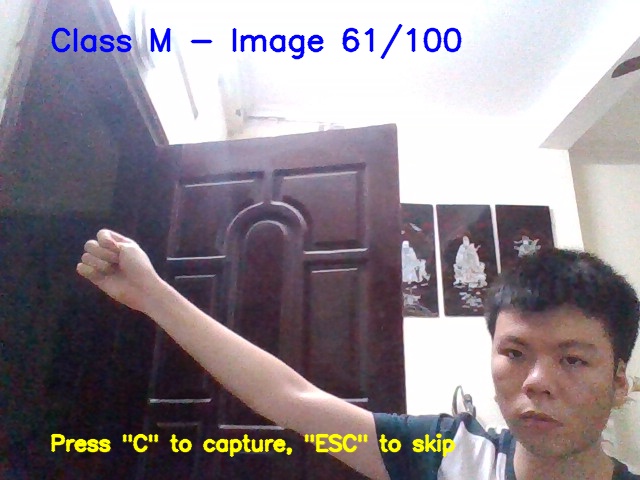 Class M - Image 61/100
Press "C" to capture, "ESC" to skip